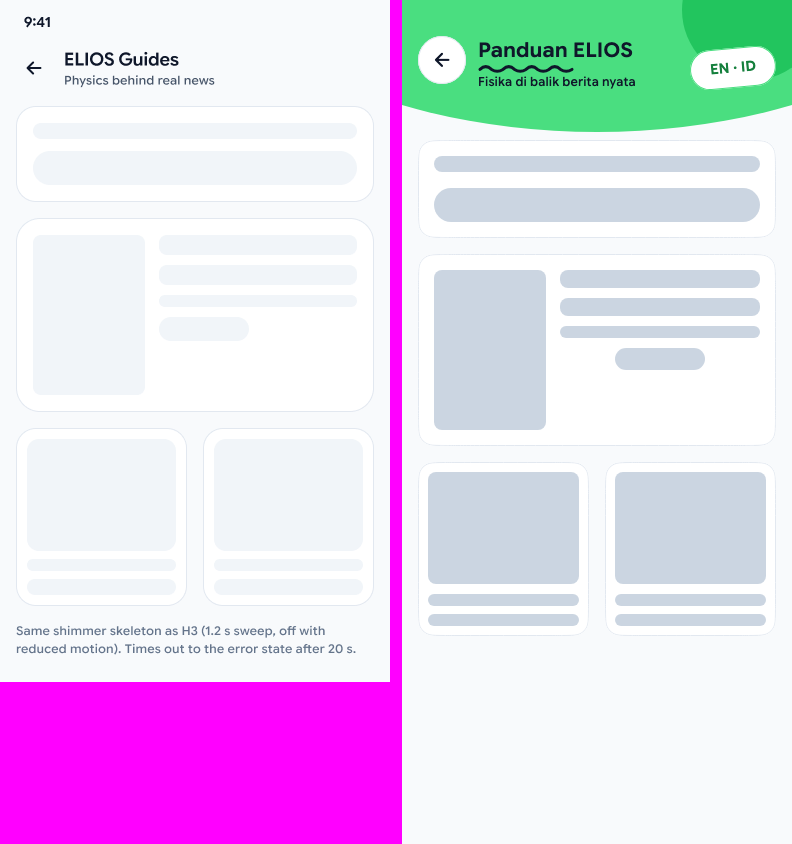 9:41
ELIOS Guides
Physics behind real news
Same shimmer skeleton as H3 (1.2 s sweep, off with
reduced motion). Times out to the error state after 20 s.
Panduan ELIOS
Fisika di balik berita nyata
EN · ID